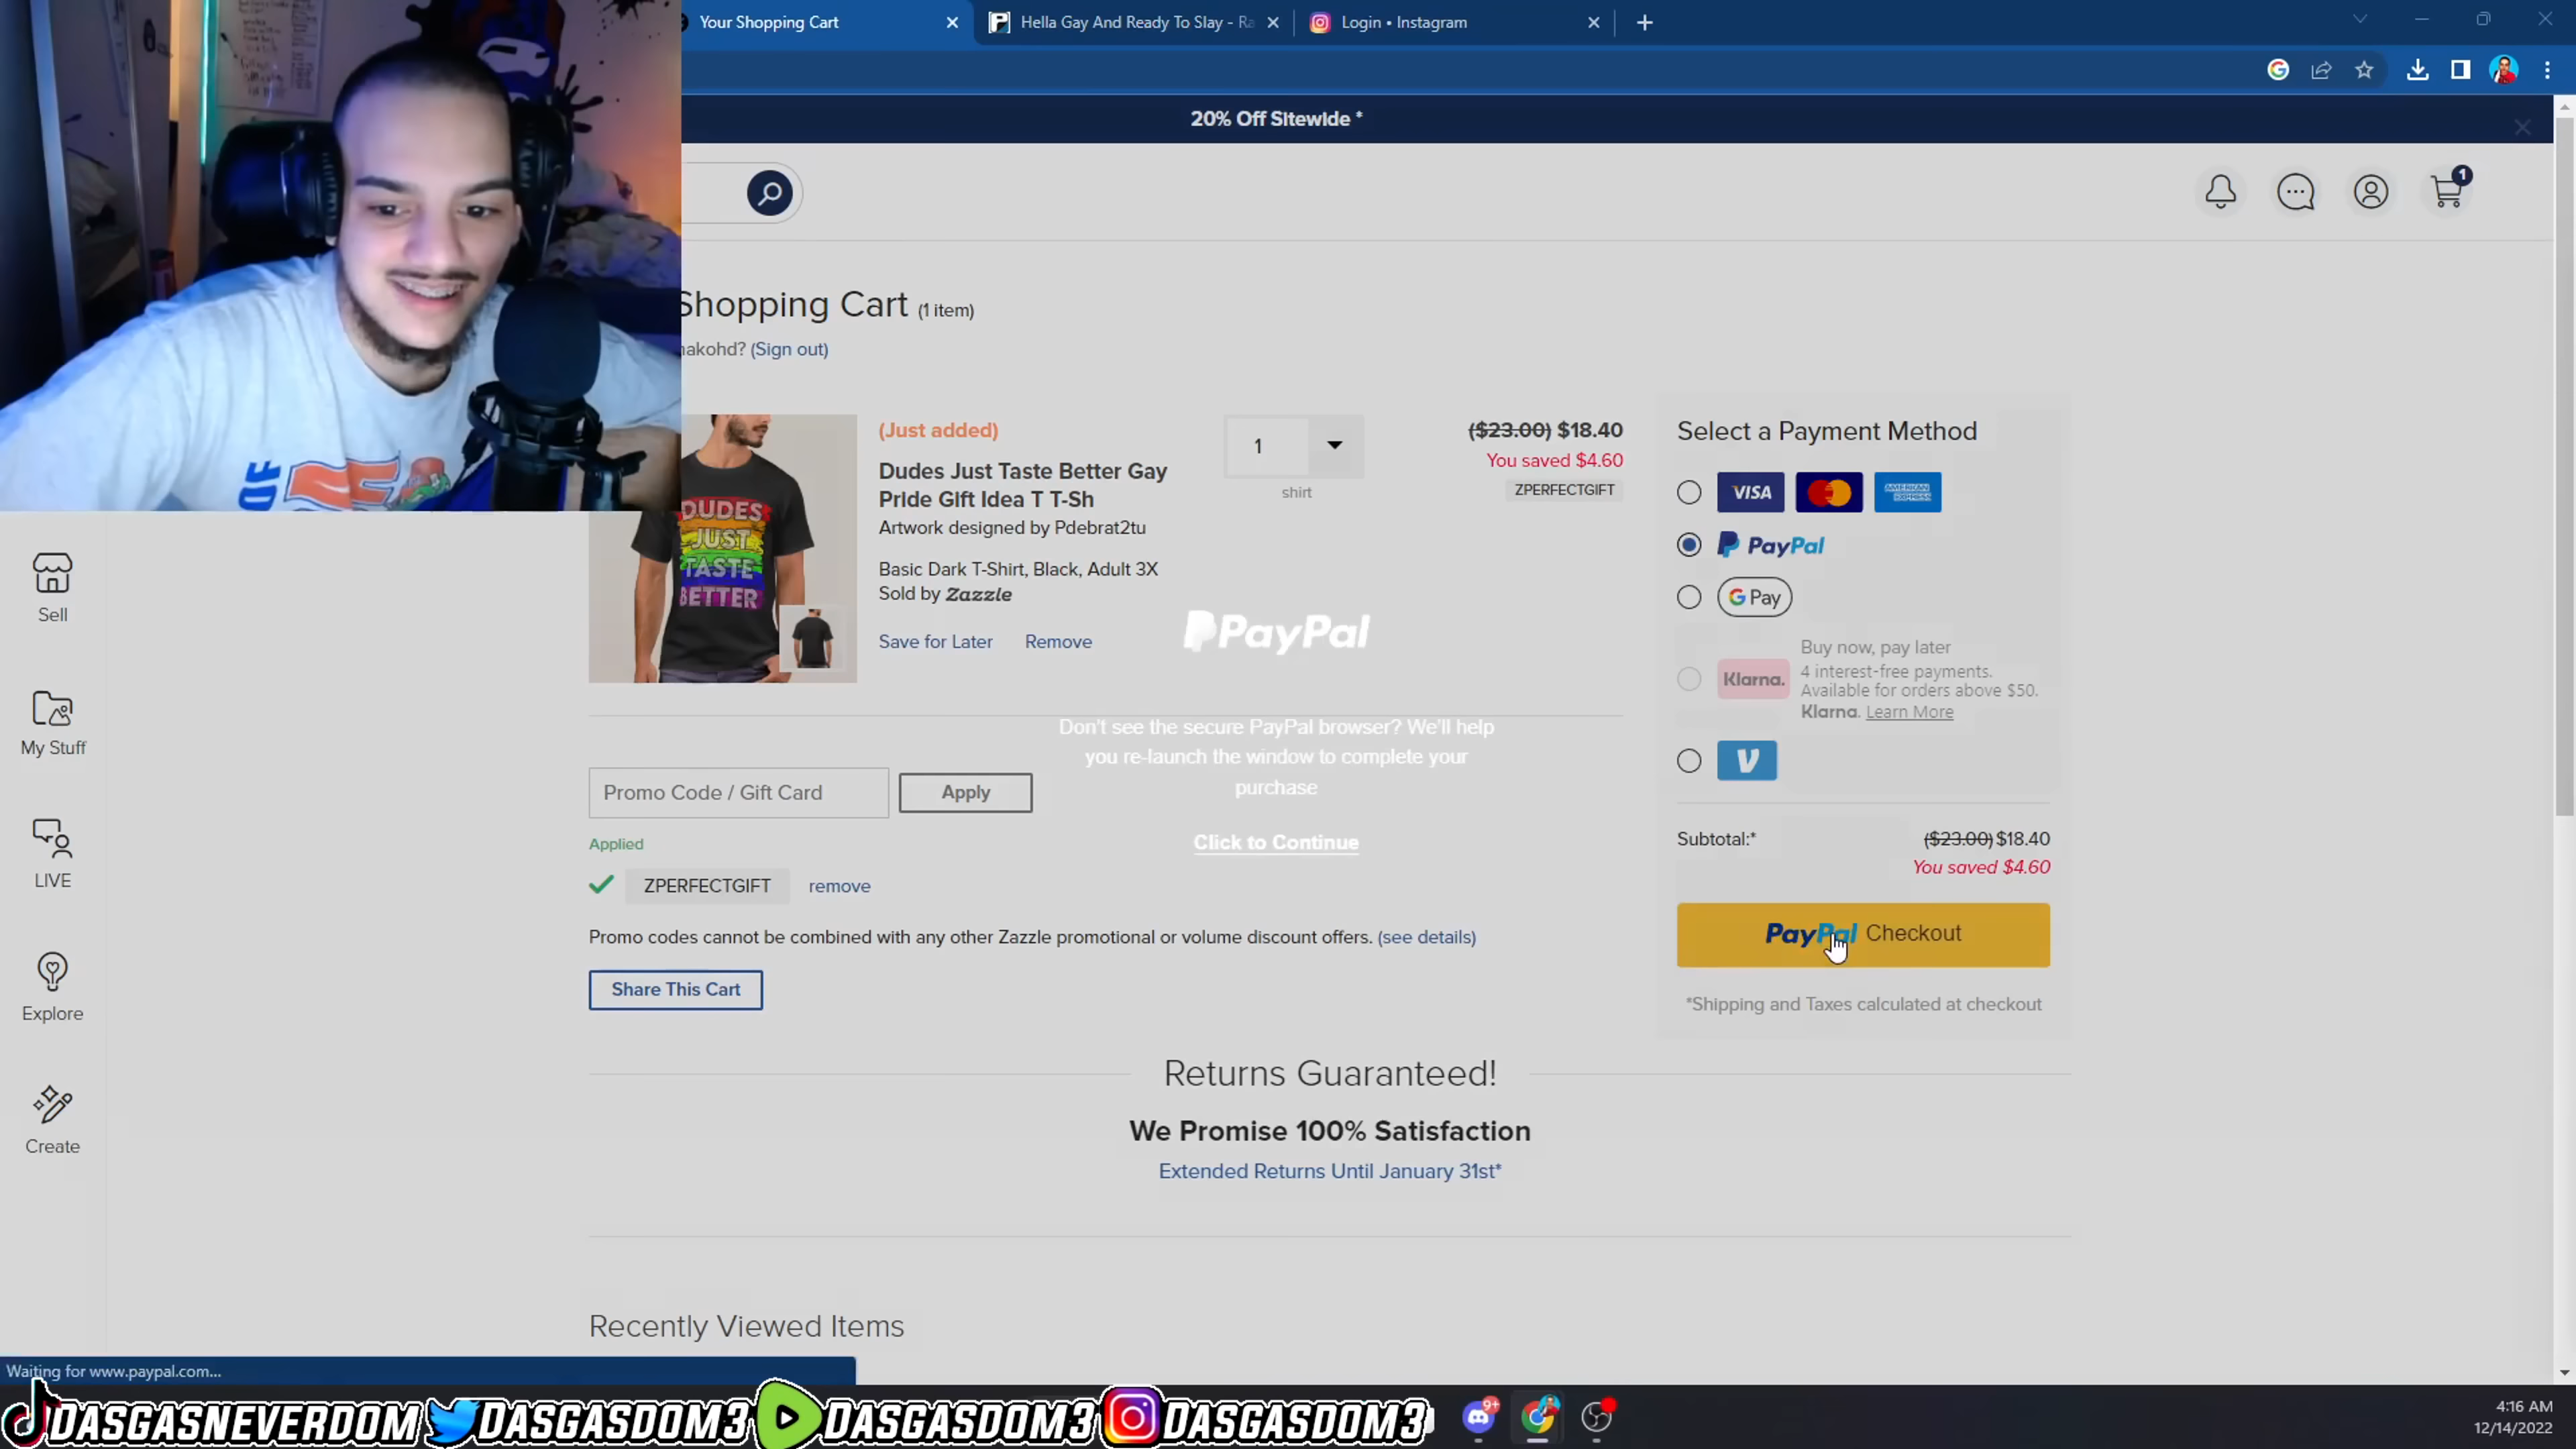 Your Shopping Cart
Hella Gay And Ready To Slay - Ra
Login • Instagram
20% Off Sitewide *
1
Shopping Cart (1 item)
nakohd? (Sign out)
(Just added)
Dudes Just Taste Better Gay
Pride Gift Idea T T-Sh
Artwork designed by Pdebrat2tu
Basic Dark T-Shirt, Black, Adult 3X
Sold by Zazzle
Save for Later Remove
DUDES
JUST
TASTE
BETTER
1
shirt
($23.00) $18.40
You saved $4.60
ZPERFECTGIFT
Select a Payment Method
VISA
AMERICAN EXPRESS
PayPal
G Pay
Buy now, pay later
Klarna. 4 interest-free payments.
Available for orders above $50.
Klarna. Learn More
V
PayPal
Don't see the secure PayPal browser? We'll help
you re-launch the window to complete your
purchase
Click to Continue
Promo Code / Gift Card
Apply
Applied
ZPERFECTGIFT remove
Promo codes cannot be combined with any other Zazzle promotional or volume discount offers. (see details)
Share This Cart
Subtotal:* ($23.00) $18.40
You saved $4.60
PayPal Checkout
*Shipping and Taxes calculated at checkout
Returns Guaranteed!
We Promise 100% Satisfaction
Extended Returns Until January 31st*
Recently Viewed Items
Sell
My Stuff
LIVE
Explore
Create
Waiting for www.paypal.com...
DASGASNEVERDOM DASGASDOM3 DASGASDOM3 DASGASDOM3
9+
4:16 AM
12/14/2022